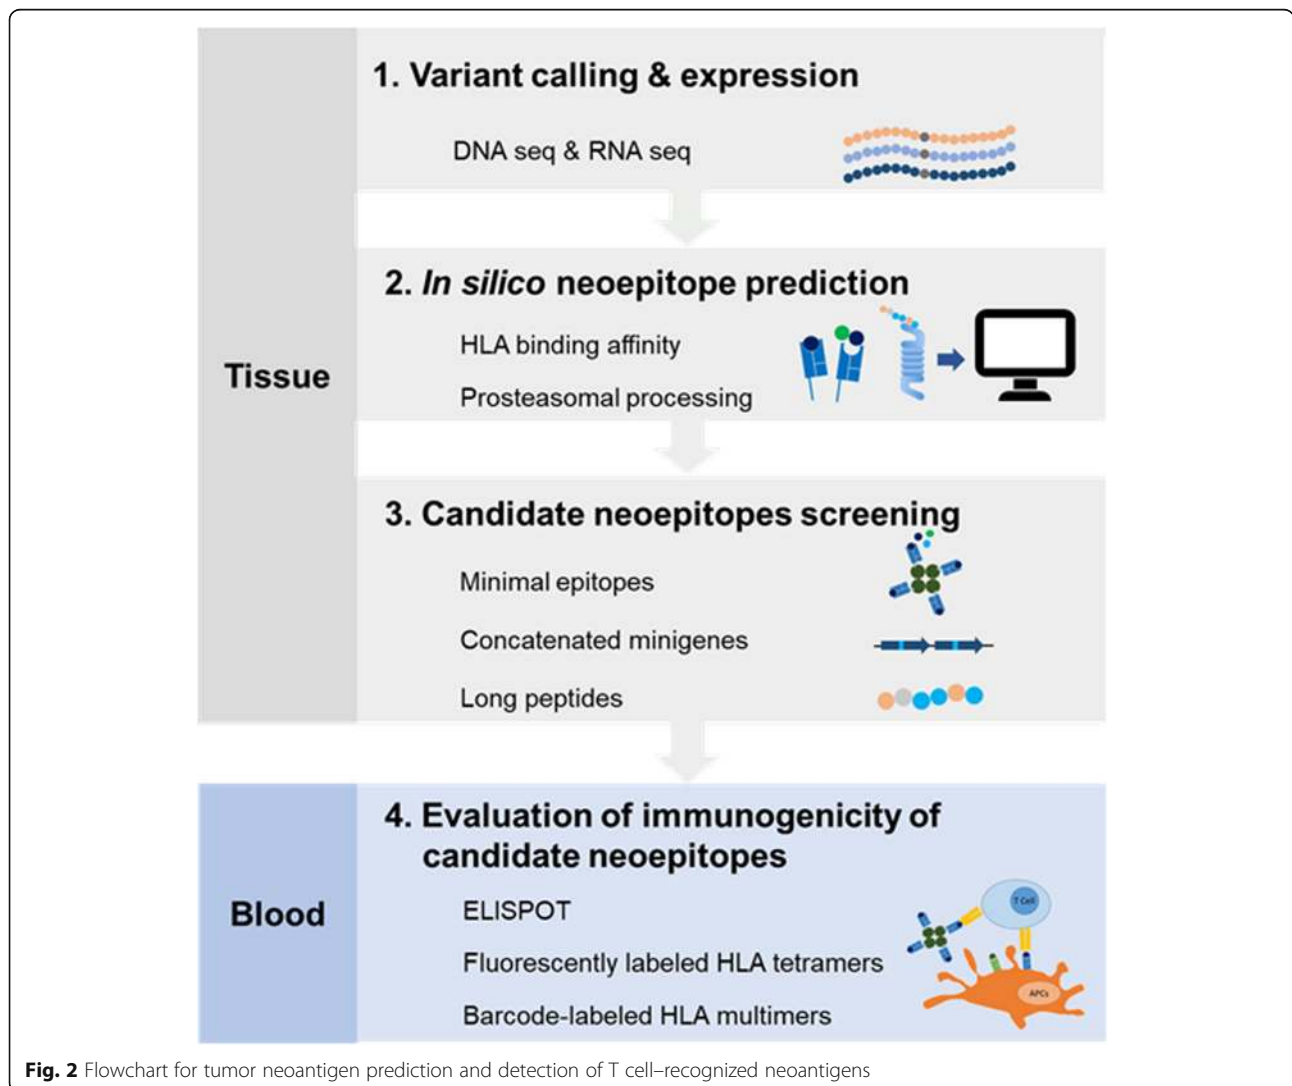 1. Variant calling & expression
DNA seq & RNA seq
2. In silico neoepitope prediction
HLA binding affinity
Prosteasomal processing
Tissue
3. Candidate neoepitopes screening
Minimal epitopes
Concatenated minigenes
Long peptides
4. Evaluation of immunogenicity of
candidate neoepitopes
Blood
ELISPOT
T Cell
Fluorescently labeled HLA tetramers
APCs
Barcode-labeled HLA multimers
Fig. 2 Flowchart for tumor neoantigen prediction and detection of T cell–recognized neoantigens